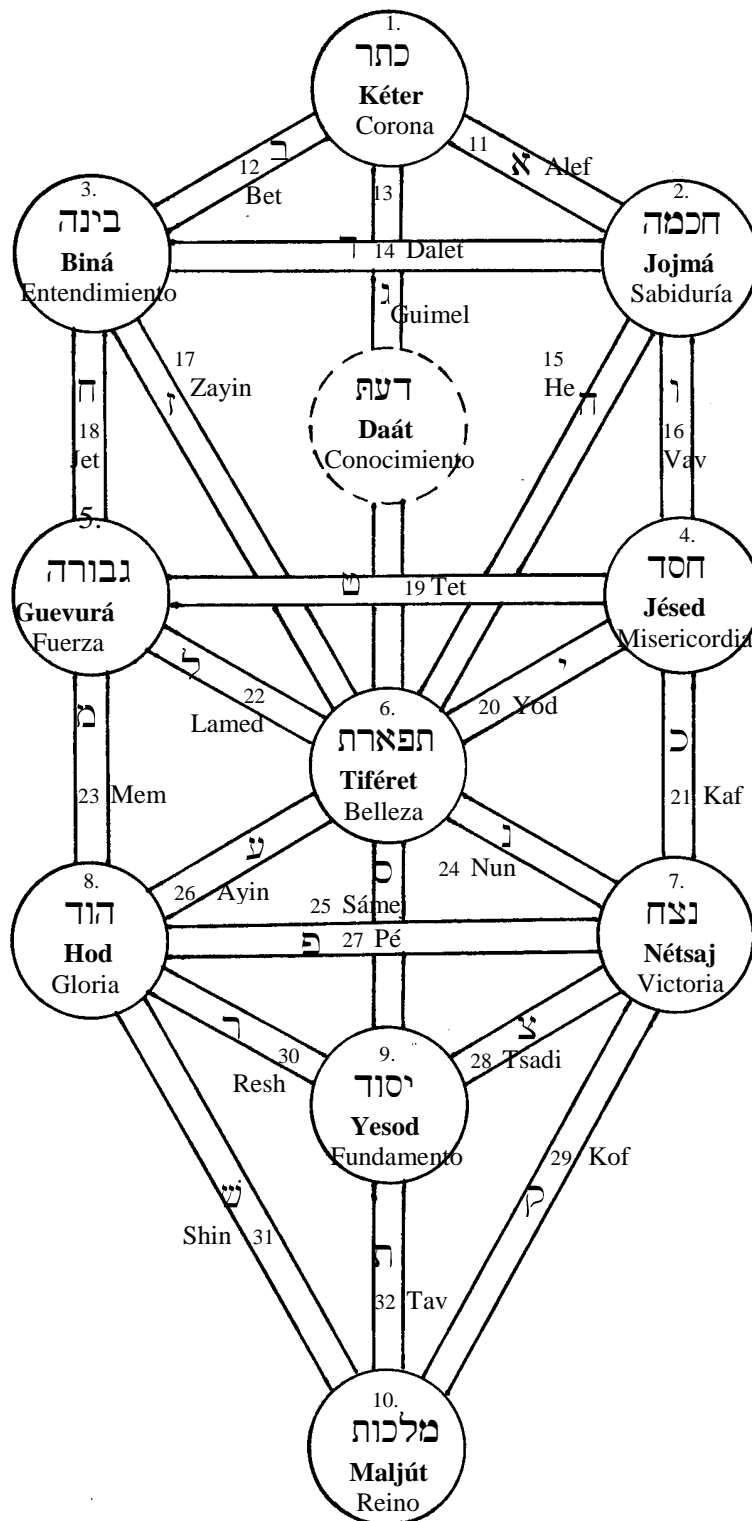 1.
כתר
Kéter
Corona
11
א
Alef
ב
12
Bet
13
3.
בינה
Biná
Entendimiento
2.
חכמה
Jojmá
Sabiduría
ד
14 Dalet
ג
Guimel
17
Zayin
ז
15
He
ה
ח
18
Jet
ו
16
Vav
דעת
Daát
Conocimiento
5.
גבורה
Guevurá
Fuerza
4.
חסד
Jésed
Misericordia
ט
19 Tet
ל
22
Lamed
י
20 Yod
6.
תפארת
Tiféret
Belleza
מ
23 Mem
כ
21 Kaf
ע
26 Ayin
ס
25 Sámej
נ
24 Nun
8.
הוד
Hod
Gloria
7.
נצח
Nétsaj
Victoria
פ
27 Pé
ר
30
Resh
צ
28 Tsadi
9.
יסוד
Yesod
Fundamento
29 Kof
ק
ש
Shin 31
ת
32 Tav
10.
מלכות
Maljút
Reino